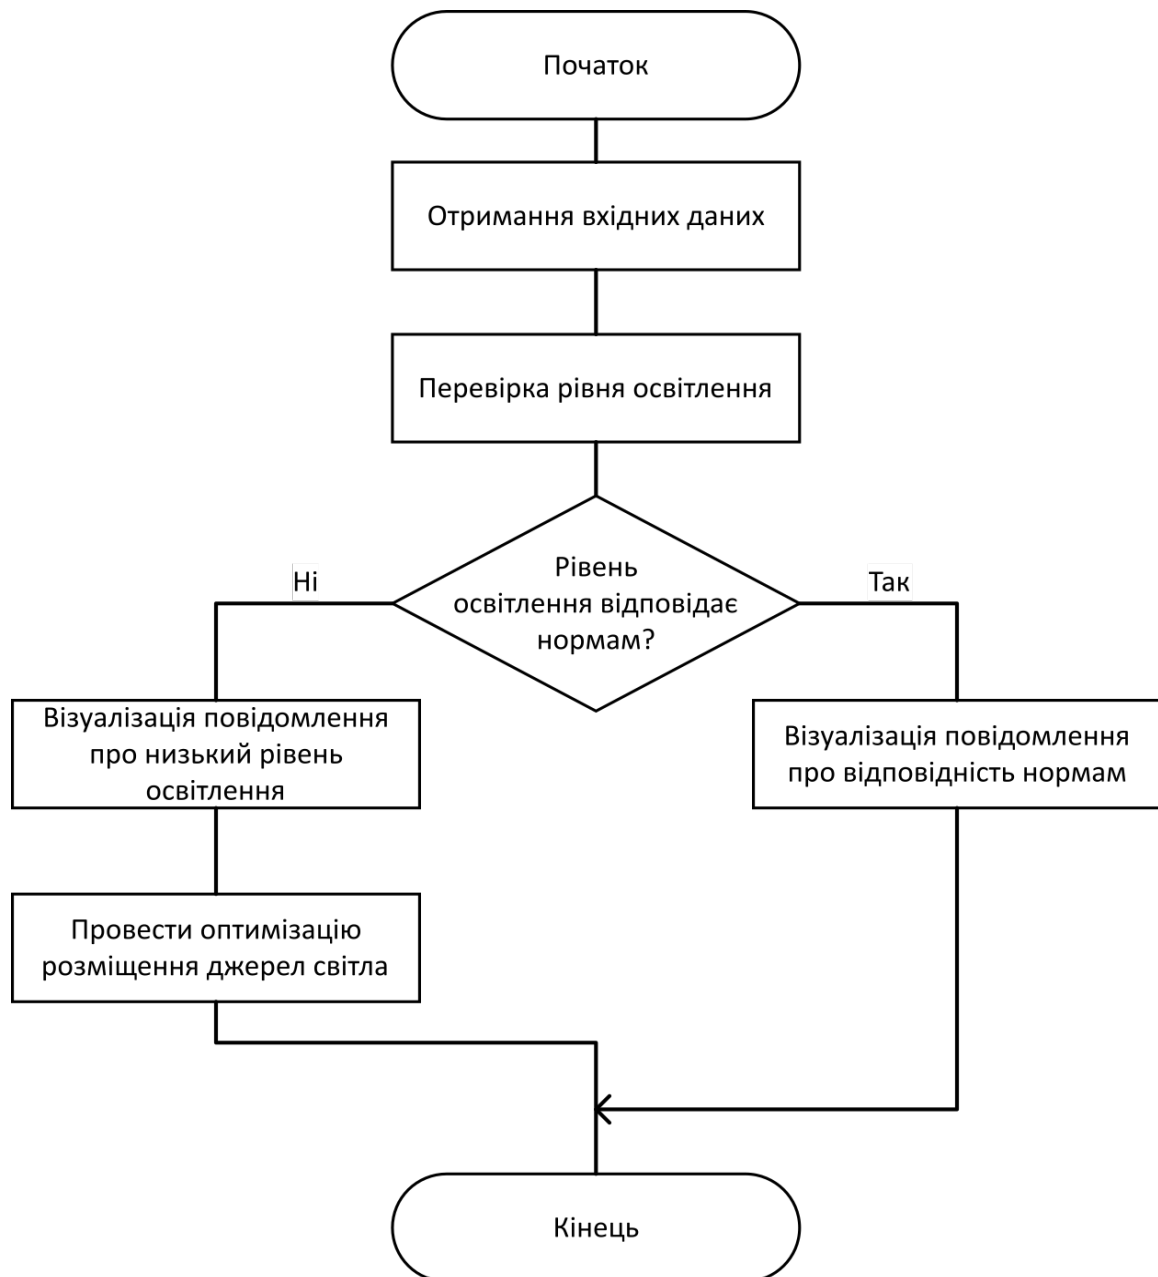 Початок
Отримання вхідних даних
Перевірка рівня освітлення
Рівень
освітлення відповідає
нормам?
Ні
Так
Візуалізація повідомлення
про низький рівень
освітлення
Візуалізація повідомлення
про відповідність нормам
Провести оптимізацію
розміщення джерел світла
Кінець